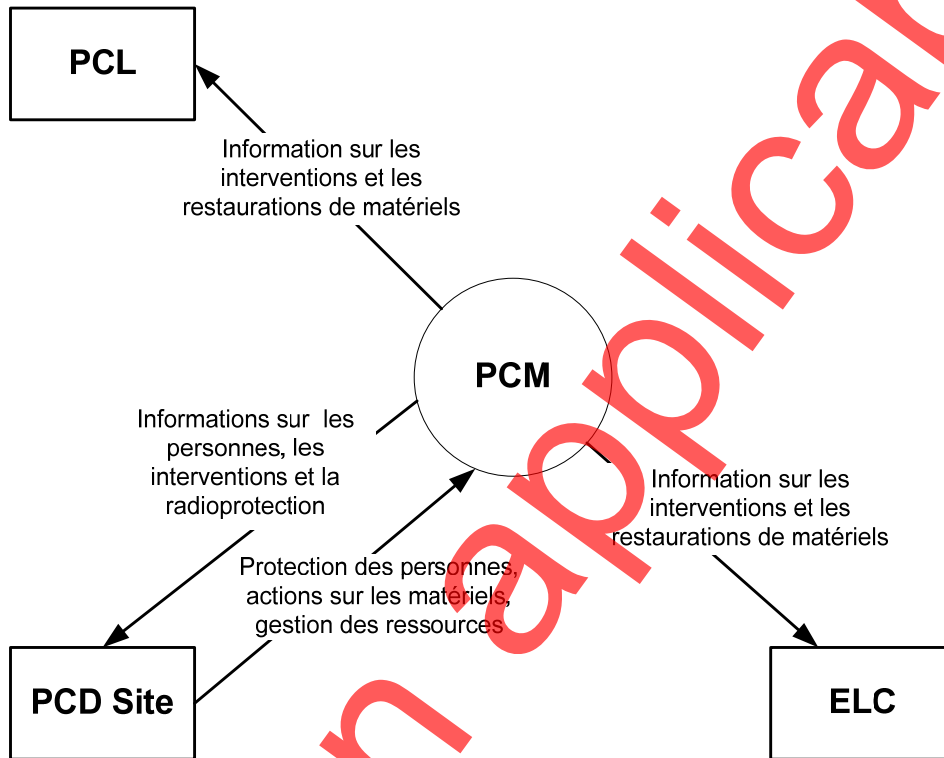 PCL
Information sur les
interventions et les
restaurations de matériels
PCM
Informations sur les
personnes, les
interventions et la
radioprotection
Information sur les
interventions et les
restaurations de matériels
Protection des personnes,
actions sur les matériels,
gestion des ressources
PCD Site
ELC
n applica